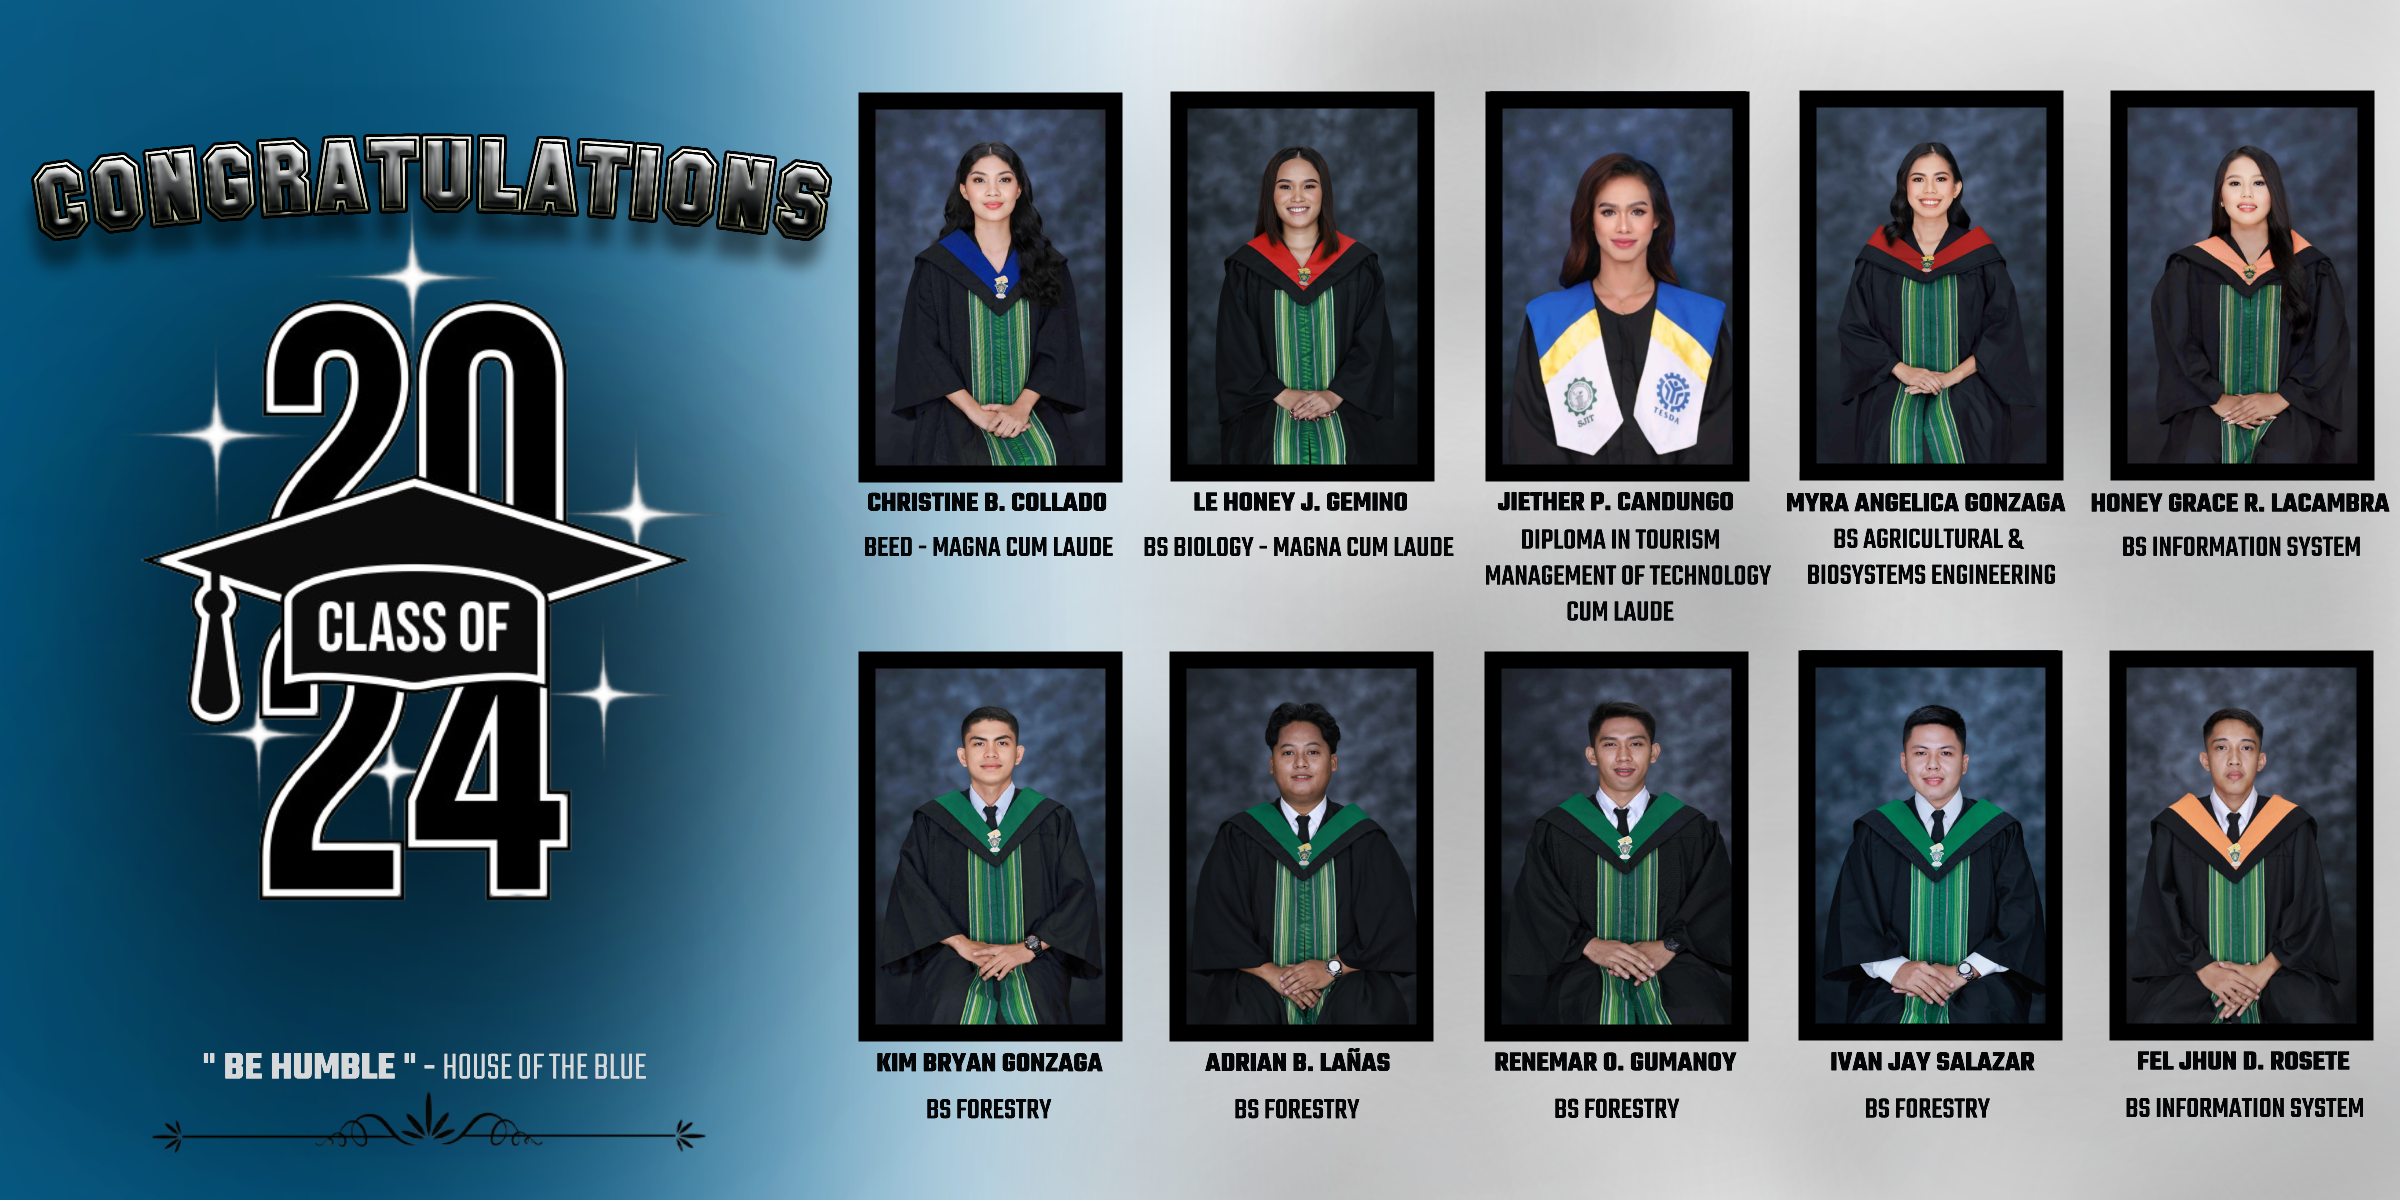 CONGRATULATIONS
20
CLASS OF
24
" BE HUMBLE " - HOUSE OF THE BLUE
SJIT
TESDA
CHRISTINE B. COLLADO
BEED - MAGNA CUM LAUDE
LE HONEY J. GEMINO
BS BIOLOGY - MAGNA CUM LAUDE
JIETHER P. CANDUNGO
DIPLOMA IN TOURISM
MANAGEMENT OF TECHNOLOGY
CUM LAUDE
MYRA ANGELICA GONZAGA
BS AGRICULTURAL &
BIOSYSTEMS ENGINEERING
HONEY GRACE R. LACAMBRA
BS INFORMATION SYSTEM
KIM BRYAN GONZAGA
BS FORESTRY
ADRIAN B. LAÑAS
BS FORESTRY
RENEMAR O. GUMANOY
BS FORESTRY
IVAN JAY SALAZAR
BS FORESTRY
FEL JHUN D. ROSETE
BS INFORMATION SYSTEM